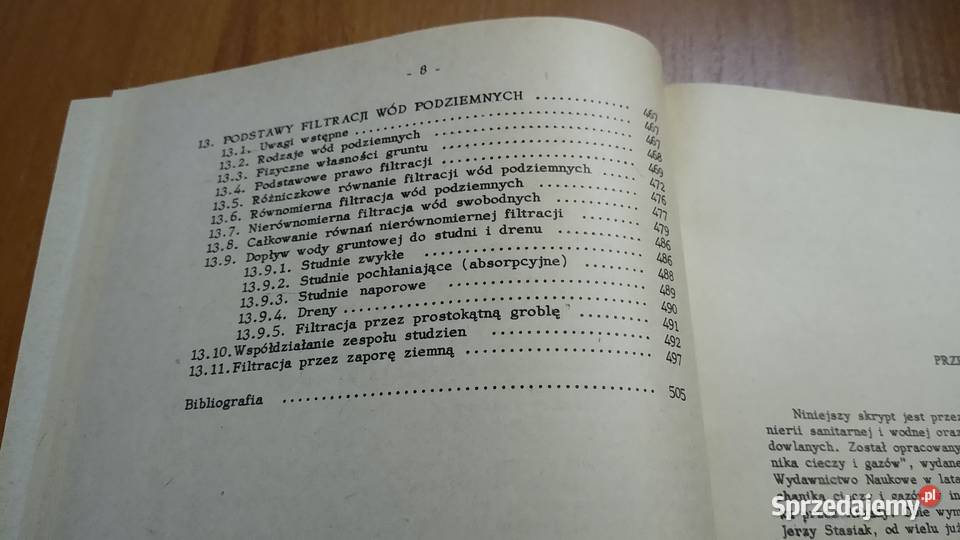 - 8 -
13. PODSTAWY FILTRACJI WÓD PODZIEMNYCH ............ 467
13.1. Uwagi wstępne ............ 467
13.2. Rodzaje wód podziemnych ............ 467
13.3. Fizyczne własności gruntu ............ 468
13.4. Podstawowe prawo filtracji ............ 469
13.5. Różniczkowe równanie filtracji wód podziemnych ...... 472
13.6. Równomierna filtracja wód podziemnych ............ 476
13.7. Nierównomierna filtracja wód swobodnych ............ 477
13.8. Całkowanie równań nierównomiernej filtracji ........ 479
13.9. Dopływ wody gruntowej do studni i drenu ............ 486
13.9.1. Studnie zwykłe ............ 486
13.9.2. Studnie pochłaniające (absorpcyjne) ........ 488
13.9.3. Studnie naporowe ............ 489
13.9.4. Dreny ............ 490
13.9.5. Filtracja przez prostokątną groblę ........ 491
13.10. Współdziałanie zespołu studzien ............ 492
13.11. Filtracja przez zaporę ziemną ............ 497
Bibliografia ............ 505
PRZE
Niniejszy skrypt jest przez
nierii sanitarnej i wodnej oraz
dowlanych. Został opracowany
nika cieczy i gazów", wydane
Wydawnictwo Naukowe w lata
chanika cieczy i gazów w in
Jerzy Stasiak, od wielu już
Sprzedajemy.pl